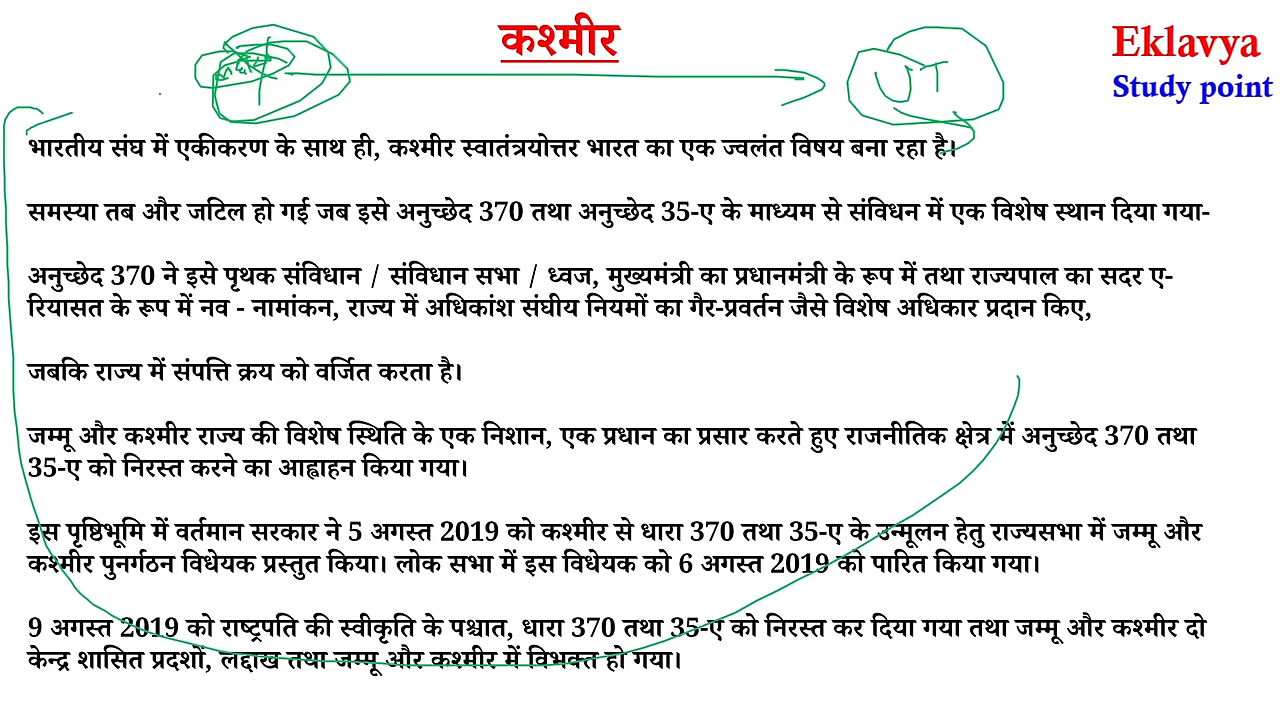 कश्मीर
Eklavya
Study point
UT
भारतीय संघ में एकीकरण के साथ ही, कश्मीर स्वातंत्रयोत्तर भारत का एक ज्वलंत विषय बना रहा है।
समस्या तब और जटिल हो गई जब इसे अनुच्छेद 370 तथा अनुच्छेद 35-ए के माध्यम से संविधन में एक विशेष स्थान दिया गया-
अनुच्छेद 370 ने इसे पृथक संविधान / संविधान सभा / ध्वज, मुख्यमंत्री का प्रधानमंत्री के रूप में तथा राज्यपाल का सदर ए-
रियासत के रूप में नव - नामांकन, राज्य में अधिकांश संघीय नियमों का गैर-प्रवर्तन जैसे विशेष अधिकार प्रदान किए,
जबकि राज्य में संपत्ति क्रय को वर्जित करता है।
जम्मू और कश्मीर राज्य की विशेष स्थिति के एक निशान, एक प्रधान का प्रसार करते हुए राजनीतिक क्षेत्र में अनुच्छेद 370 तथा
35-ए को निरस्त करने का आह्वाहन किया गया।
इस पृष्ठिभूमि में वर्तमान सरकार ने 5 अगस्त 2019 को कश्मीर से धारा 370 तथा 35-ए के उन्मूलन हेतु राज्यसभा में जम्मू और
कश्मीर पुनर्गठन विधेयक प्रस्तुत किया। लोक सभा में इस विधेयक को 6 अगस्त 2019 को पारित किया गया।
9 अगस्त 2019 को राष्ट्रपति की स्वीकृति के पश्चात, धारा 370 तथा 35-ए को निरस्त कर दिया गया तथा जम्मू और कश्मीर दो
केन्द्र शासित प्रदशों, लद्दाख तथा जम्मू और कश्मीर में विभक्त हो गया।